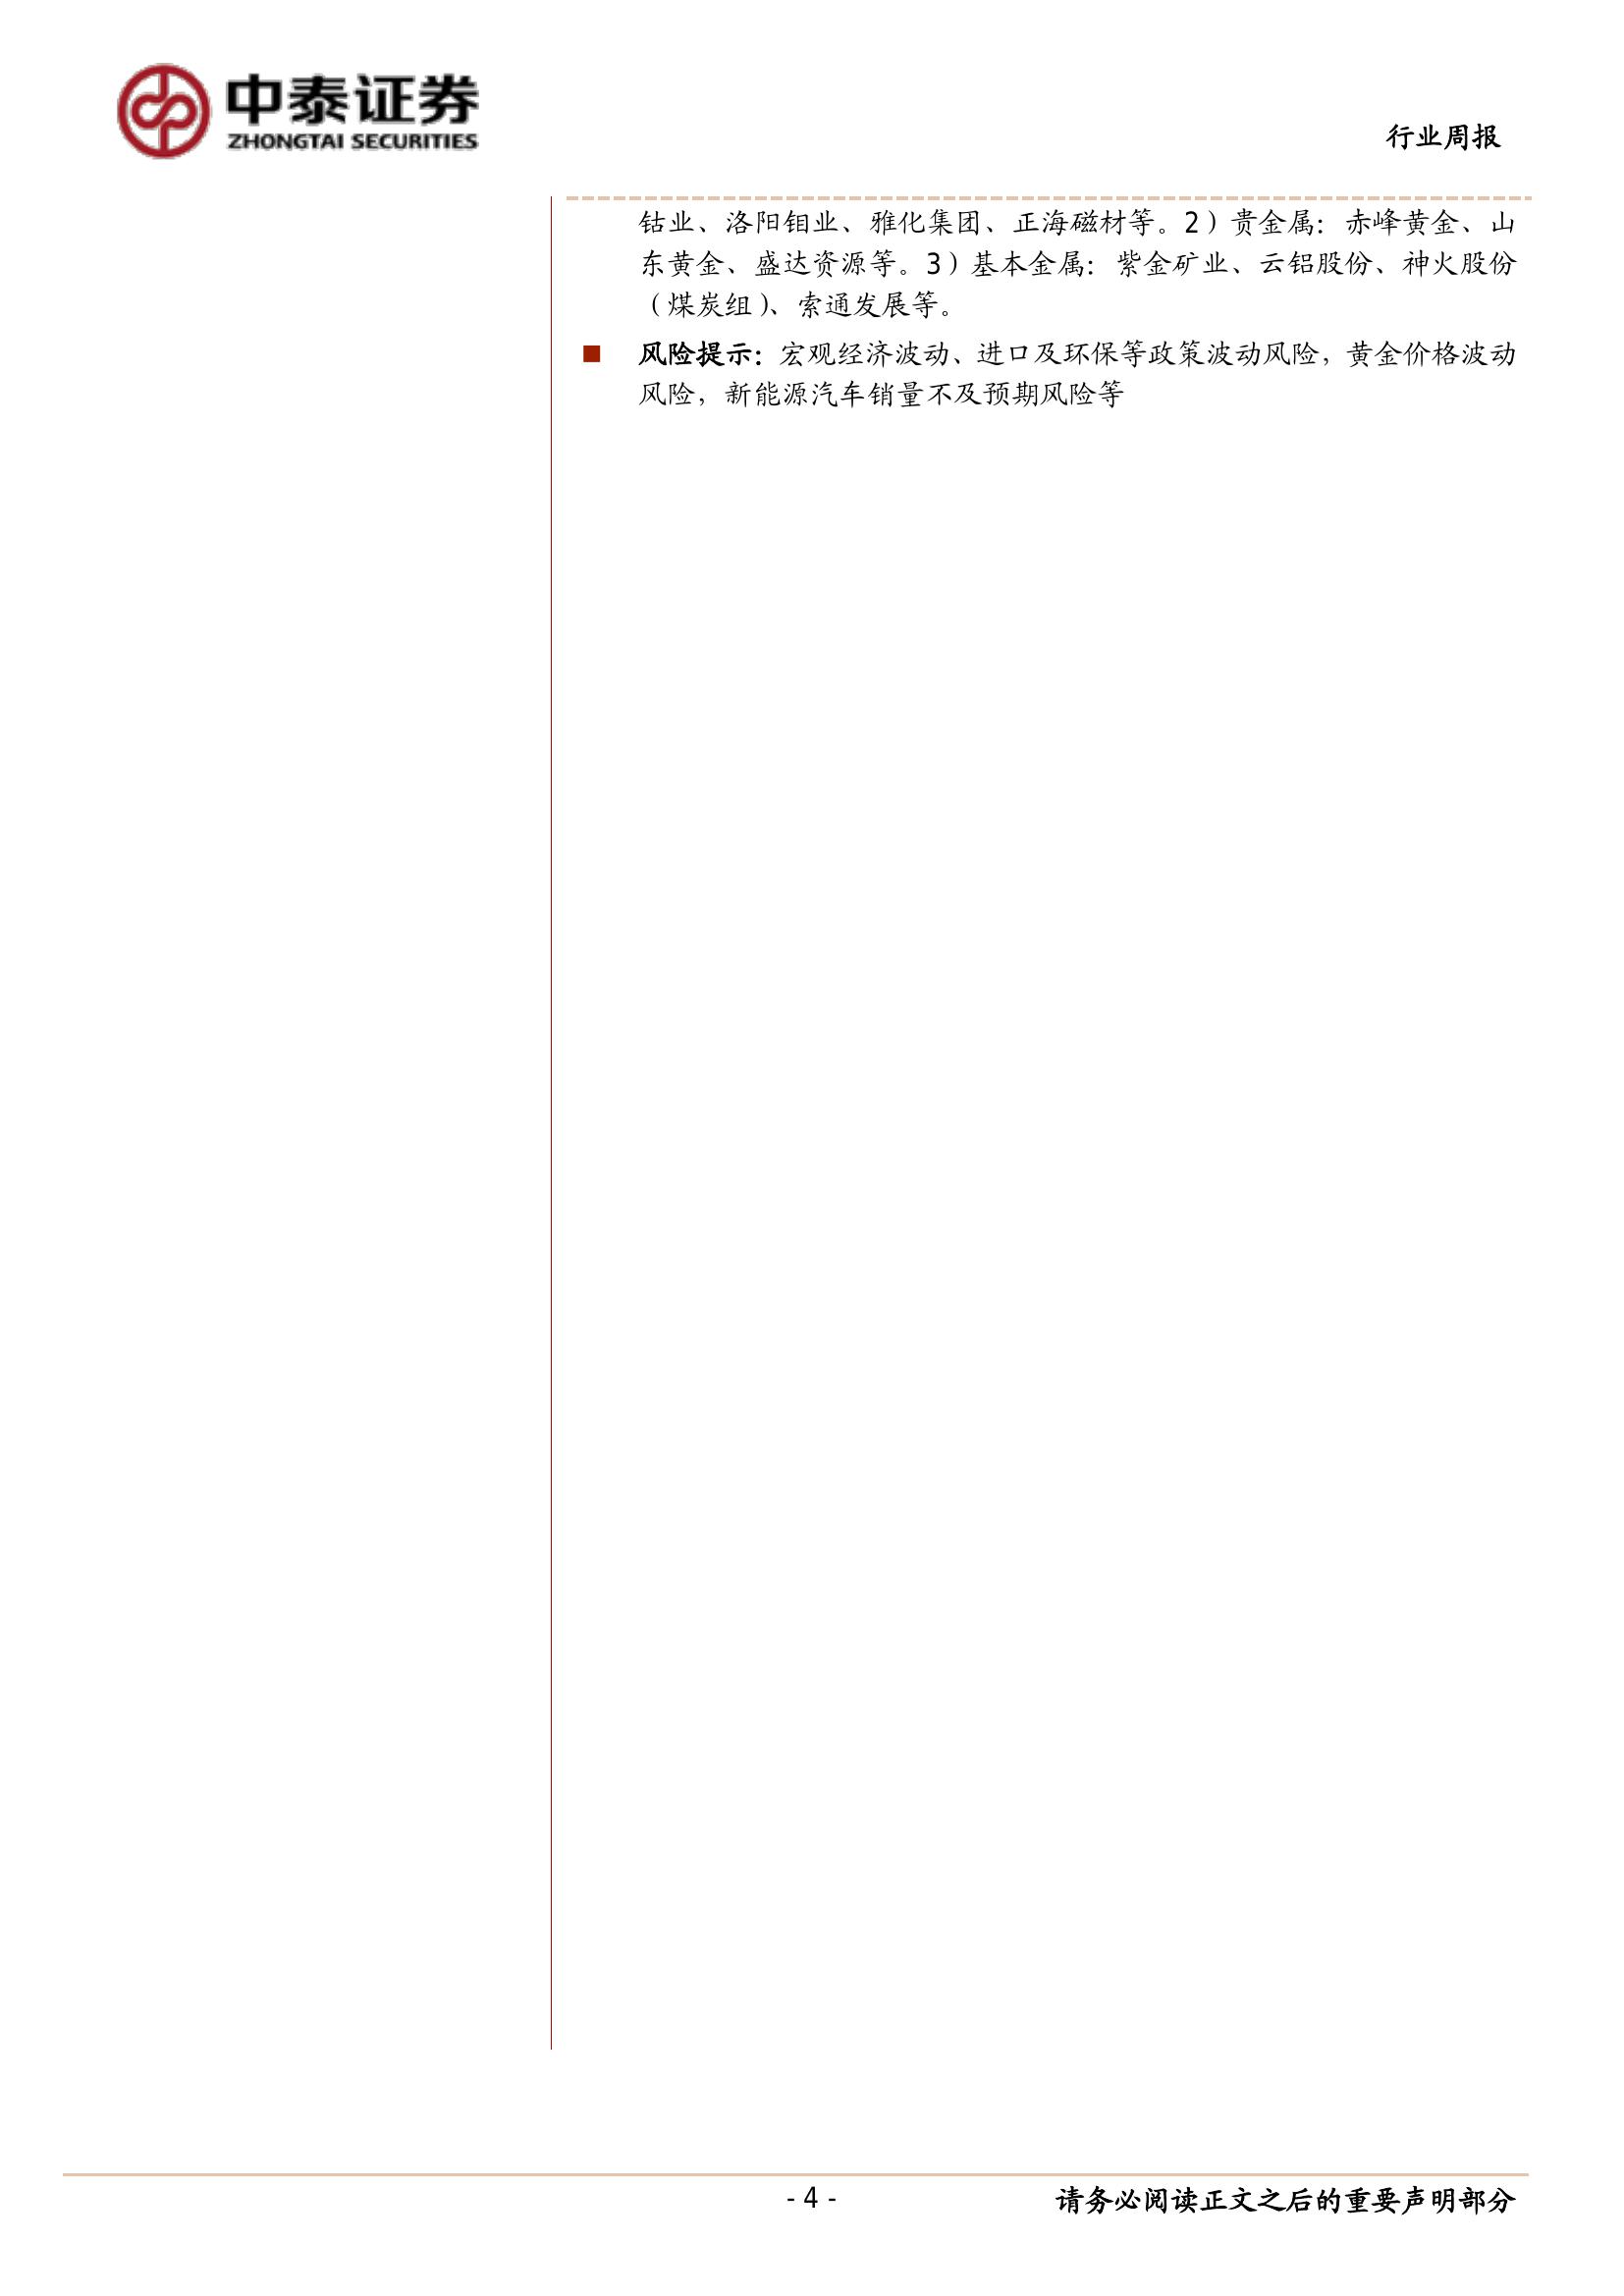 中泰证券
ZHONGTAI SECURITIES
行业周报
钴业、洛阳钼业、雅化集团、正海磁材等。2）贵金属：赤峰黄金、山
东黄金、盛达资源等。3）基本金属：紫金矿业、云铝股份、神火股份
（煤炭组）、索通发展等。
■ 风险提示：宏观经济波动、进口及环保等政策波动风险，黄金价格波动
风险，新能源汽车销量不及预期风险等
- 4 -
请务必阅读正文之后的重要声明部分